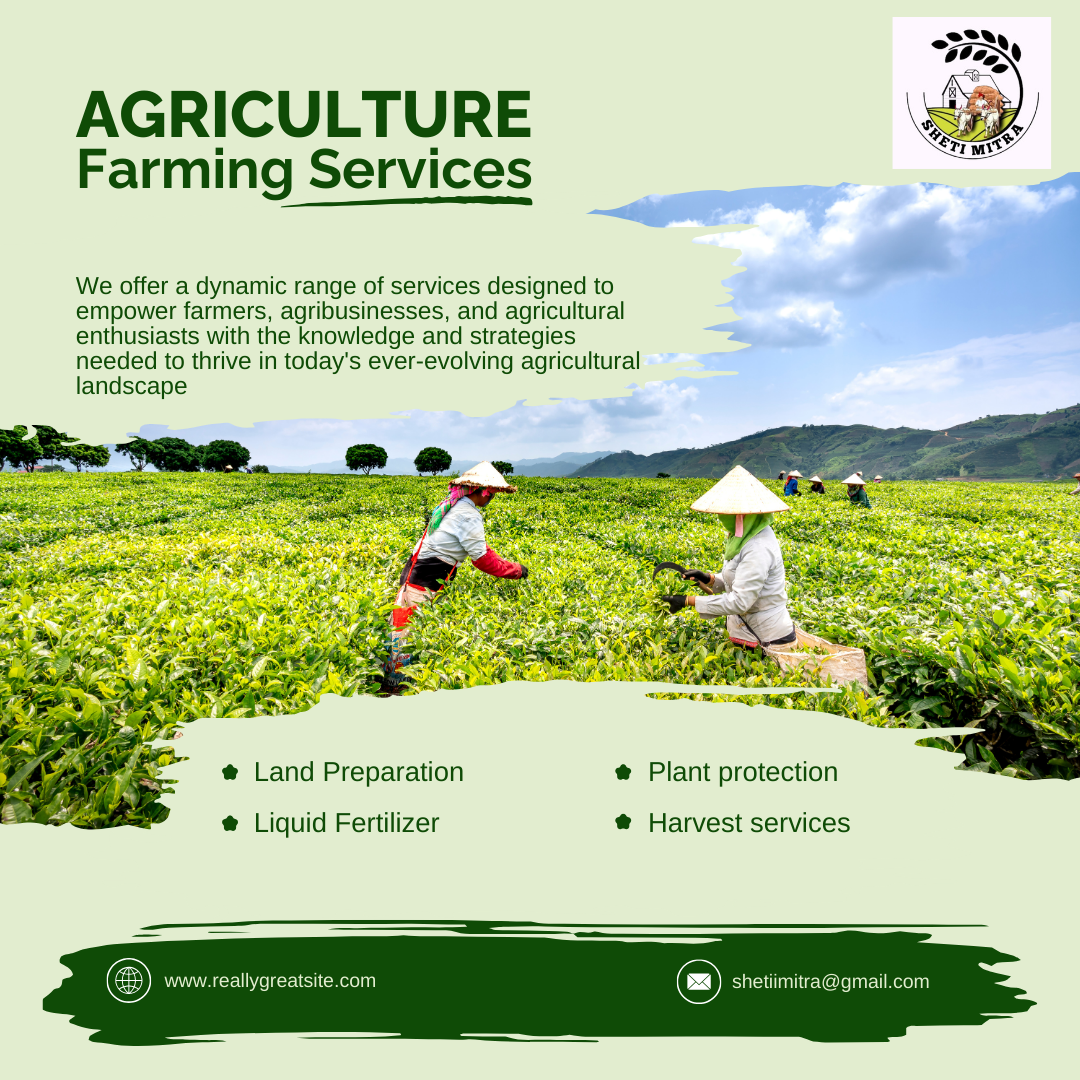 SHETI MITRA
AGRICULTURE
Farming Services
We offer a dynamic range of services designed to
empower farmers, agribusinesses, and agricultural
enthusiasts with the knowledge and strategies
needed to thrive in today's ever-evolving agricultural
landscape
Land Preparation
Plant protection
Liquid Fertilizer
Harvest services
www.reallygreatsite.com
shetiimitra@gmail.com